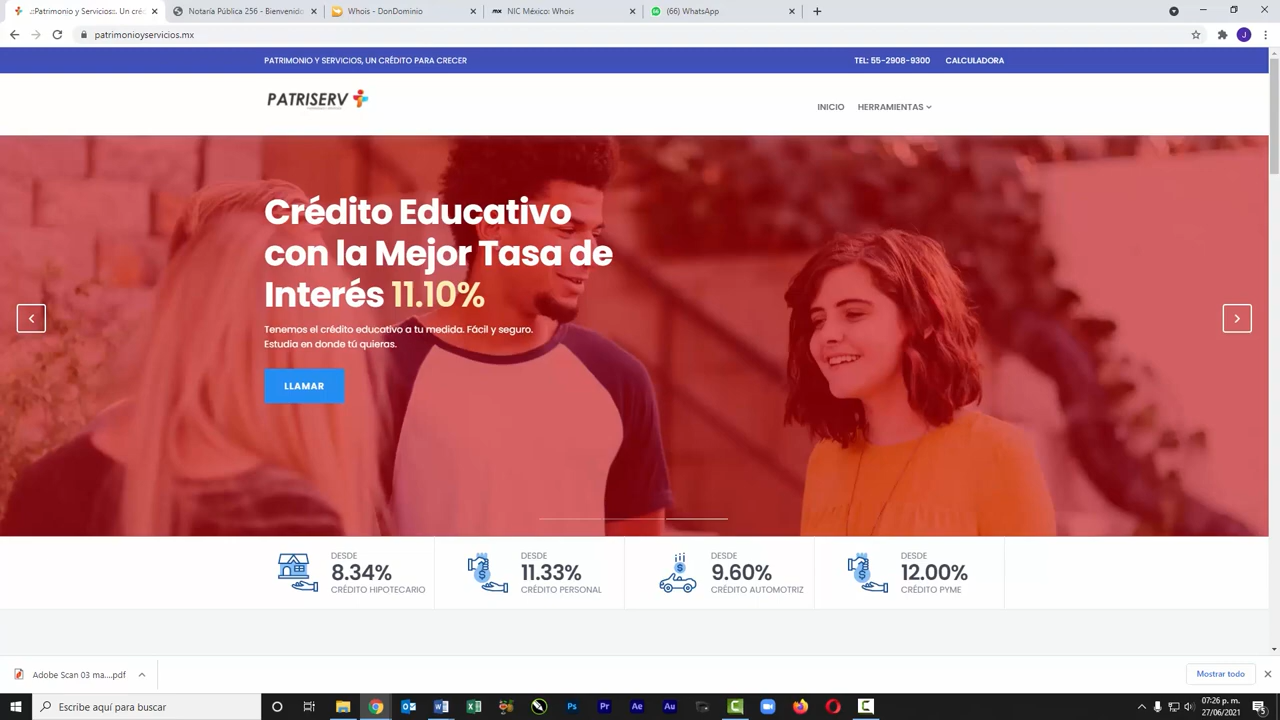 .:Patrimonio y Servicios:. Un cré
Notaría Pública 256 - Bienvenido
Whois - DonDominio
NIC México: Whois
(66) WhatsApp
patrimonioyservicios.mx
J
PATRIMONIO Y SERVICIOS, UN CRÉDITO PARA CRECER
TEL: 55-2908-9300
CALCULADORA
PATRISERV
INICIO
HERRAMIENTAS
Crédito Educativo
con la Mejor Tasa de
Interés 11.10%
Tenemos el crédito educativo a tu medida. Fácil y seguro.
Estudia en donde tú quieras.
LLAMAR
DESDE
8.34%
CRÉDITO HIPOTECARIO
DESDE
11.33%
CRÉDITO PERSONAL
DESDE
9.60%
CRÉDITO AUTOMOTRIZ
DESDE
12.00%
CRÉDITO PYME
Adobe Scan 03 ma....pdf
Mostrar todo
Escribe aquí para buscar
Ps
Pr
Ae
Au
07:26 p. m.
27/06/2021